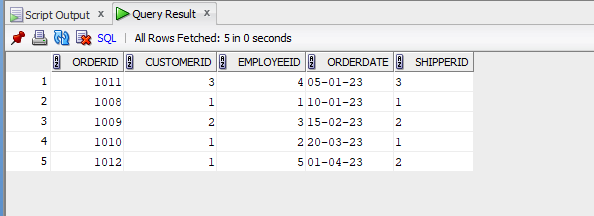 Script Output x Query Result x
SQL | All Rows Fetched: 5 in 0 seconds
ORDERID CUSTOMERID EMPLOYEEID ORDERDATE SHIPPERID
1 1011 3 4 05-01-23 3
2 1008 1 1 10-01-23 1
3 1009 2 3 15-02-23 2
4 1010 1 2 20-03-23 1
5 1012 1 5 01-04-23 2